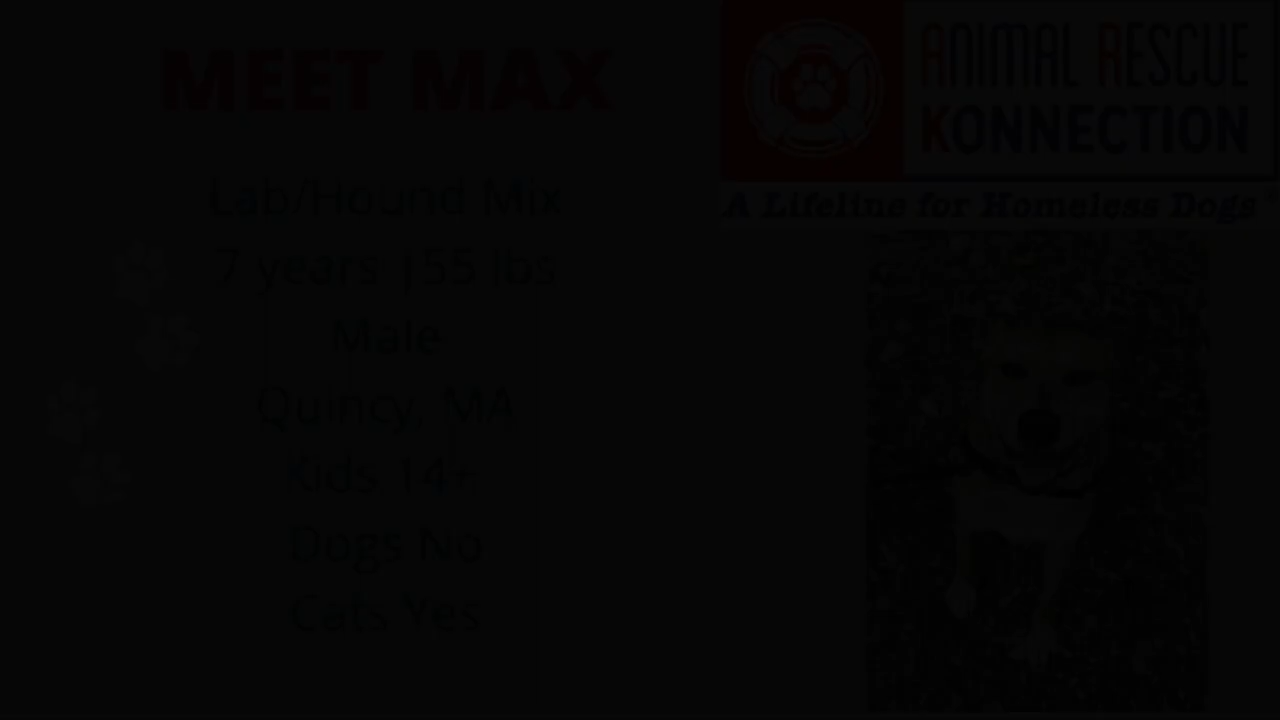 MEET MAX
Lab/Hound Mix
7 years |55 lbs
Male
Quincy, MA
Kids 14+
Dogs No
Cats Yes
ANIMAL RESCUE
KONNECTION
A Lifeline for Homeless Dogs